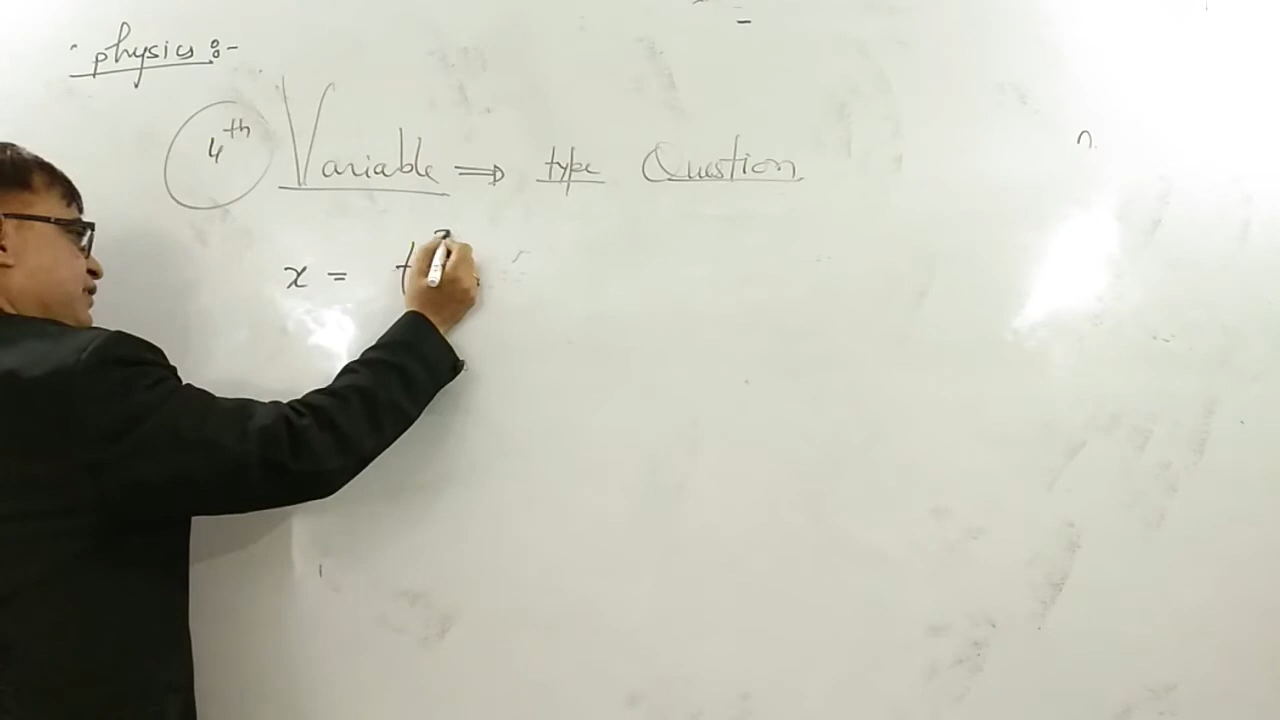 physics :-
4th Variable ⇒ type Question
n
x = t